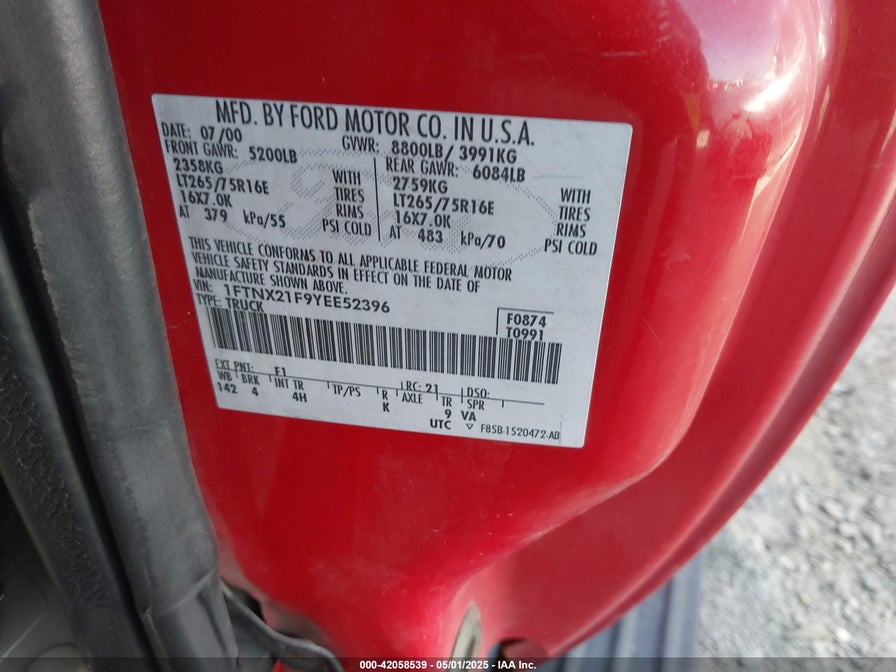 MFD. BY FORD MOTOR CO. IN U.S.A.
DATE: 07/00 GVWR: 8800LB / 3991KG
FRONT GAWR: 5200LB REAR GAWR: 6084LB
2358KG WITH 2759KG WITH
LT265/75R16E TIRES LT265/75R16E TIRES
16X7.0K RIMS 16X7.0K RIMS
AT 379 kPa/55 PSI COLD AT 483 kPa/70 PSI COLD
THIS VEHICLE CONFORMS TO ALL APPLICABLE FEDERAL MOTOR
VEHICLE SAFETY STANDARDS IN EFFECT ON THE DATE OF
MANUFACTURE SHOWN ABOVE.
VIN: 1FTNX21F9YEE52396
TYPE: TRUCK
F0874
T0991
EXT PNT: F1 RC: 21 DSO:
WB BRK INT TR TP/PS R AXLE TR SPR
142 4 4H K 9 VA
UTC ▽ F85B-1520472-AB
000-42058539 - 05/01/2025 - IAA Inc.